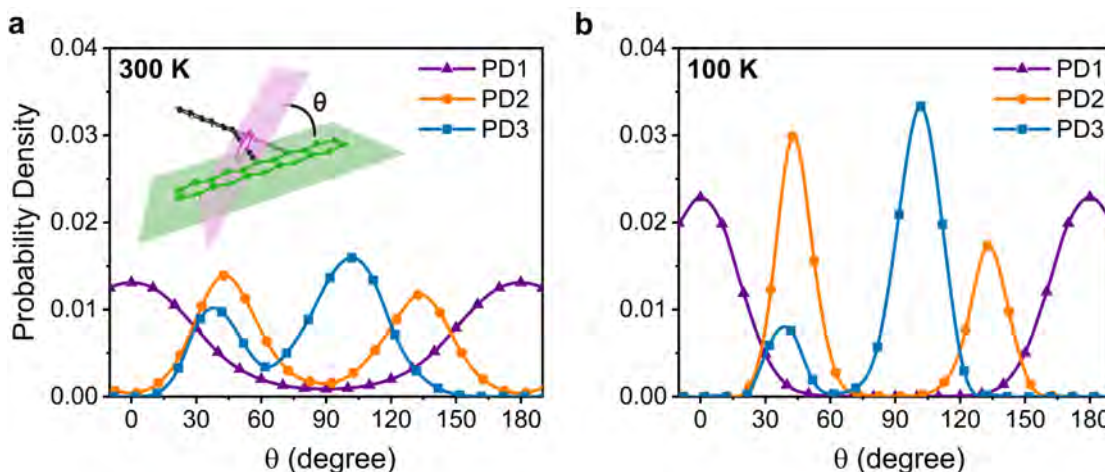 a
300 K
θ
PD1
PD2
PD3
Probability Density
0.04
0.03
0.02
0.01
0.00
0 30 60 90 120 150 180
θ (degree)
b
100 K
PD1
PD2
PD3
0.04
0.03
0.02
0.01
0.00
0 30 60 90 120 150 180
θ (degree)